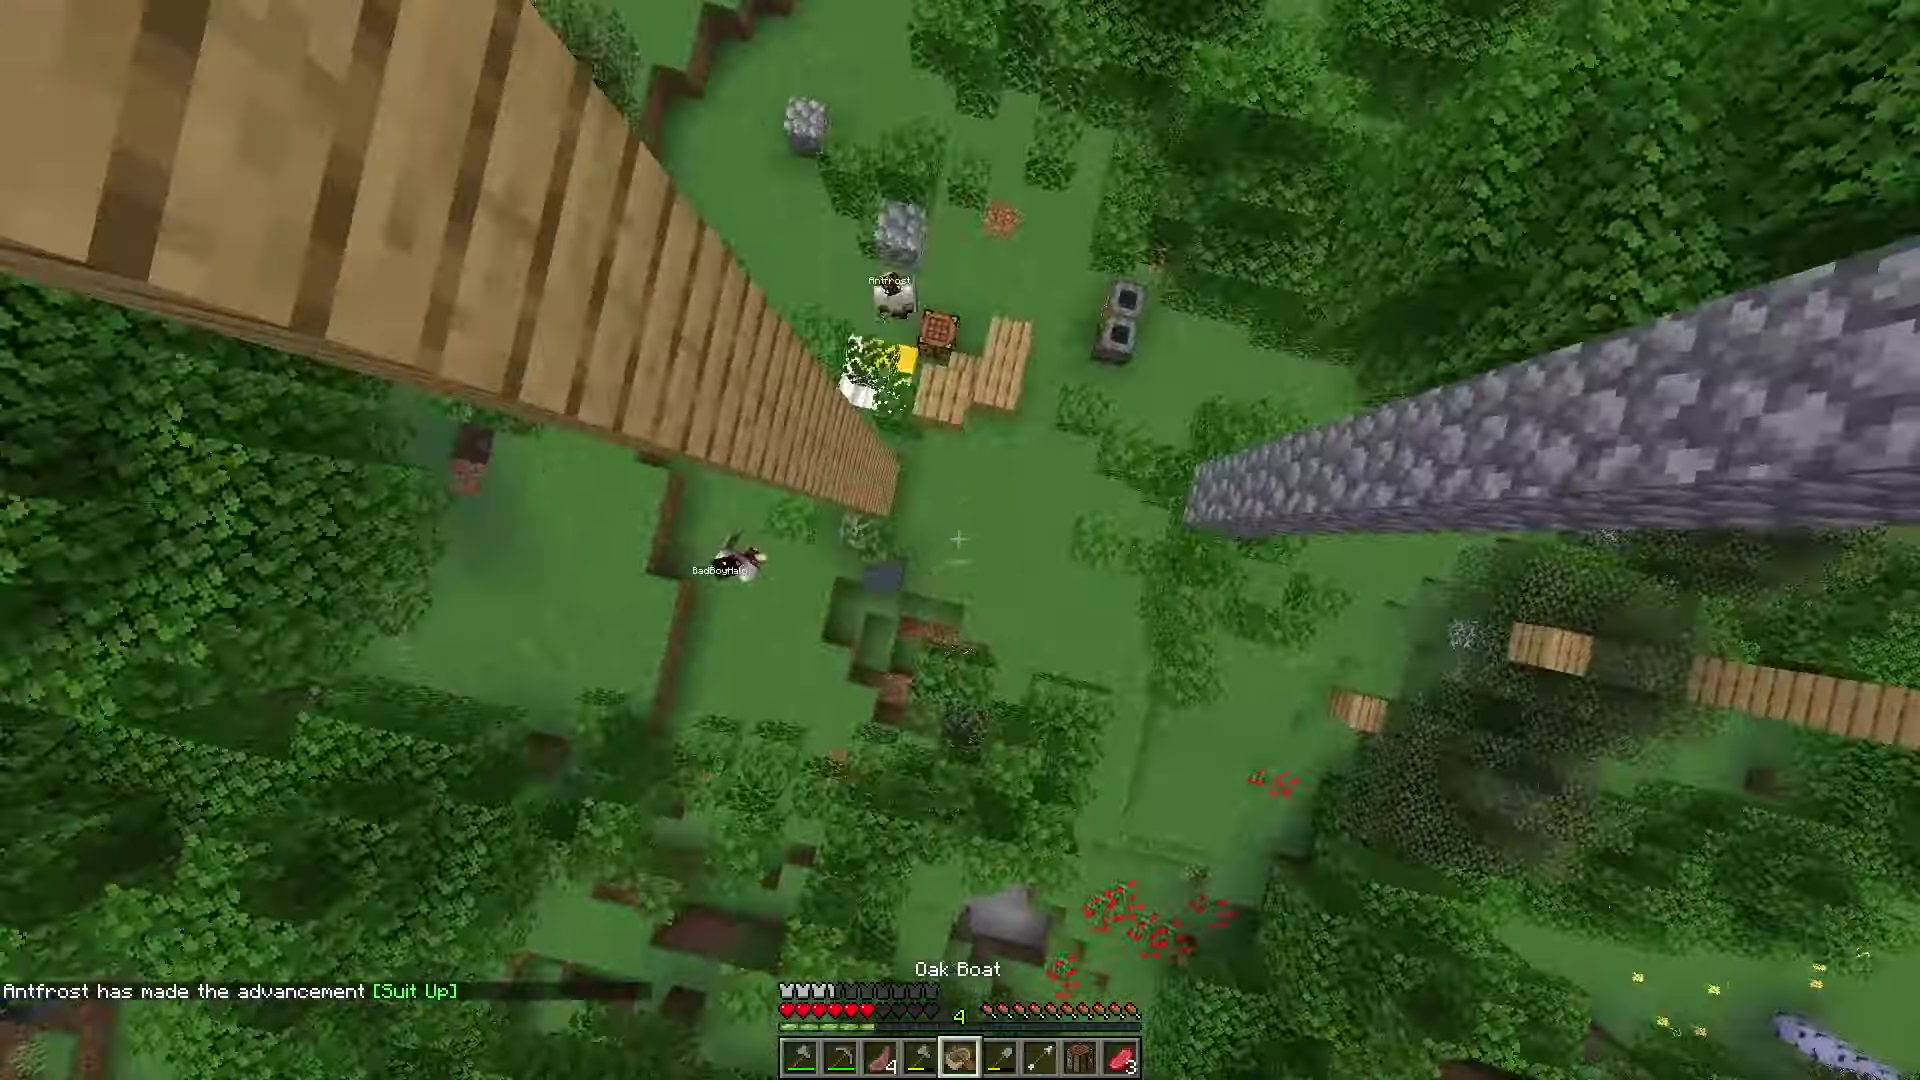 Antfrost
BadBoyHalo
Oak Boat
Antfrost has made the advancement [Suit Up]
4
4
3